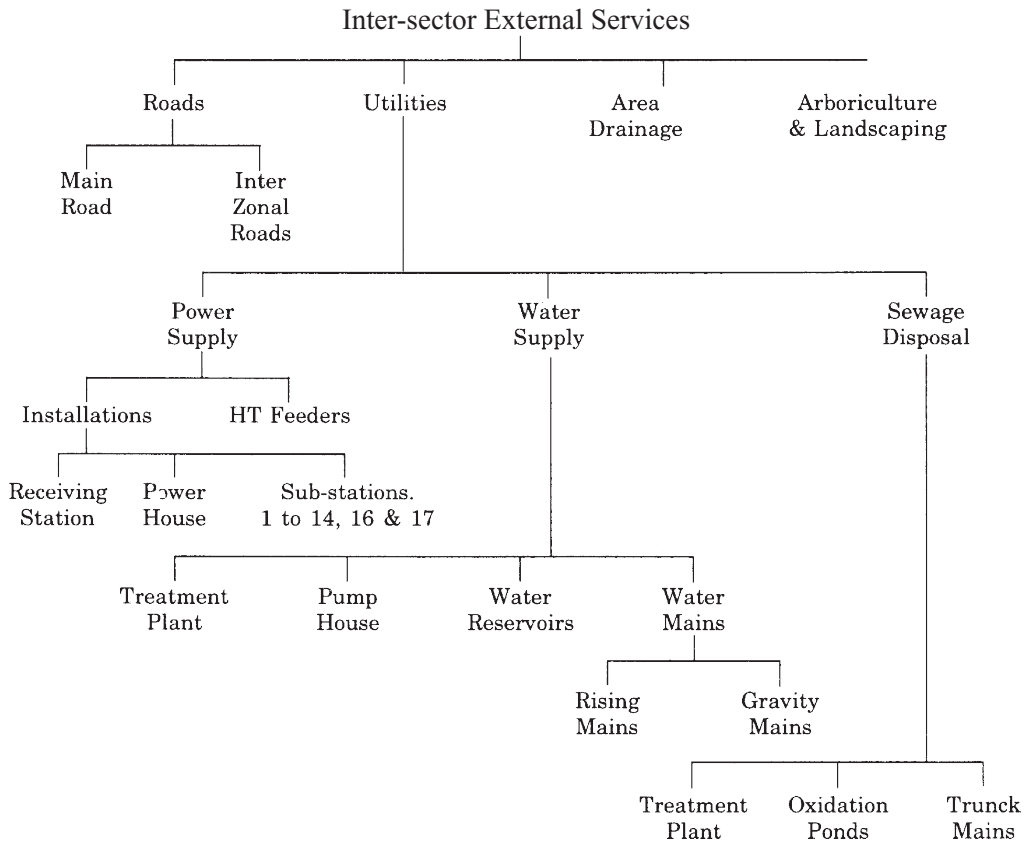 Inter-sector External Services
Roads
Utilities
Area
Drainage
Arboriculture
& Landscaping
Main
Road
Inter
Zonal
Roads
Power
Supply
Water
Supply
Sewage
Disposal
Installations
HT Feeders
Receiving
Station
Power
House
Sub-stations.
1 to 14, 16 & 17
Treatment
Plant
Pump
House
Water
Reservoirs
Water
Mains
Rising
Mains
Gravity
Mains
Treatment
Plant
Oxidation
Ponds
Trunck
Mains